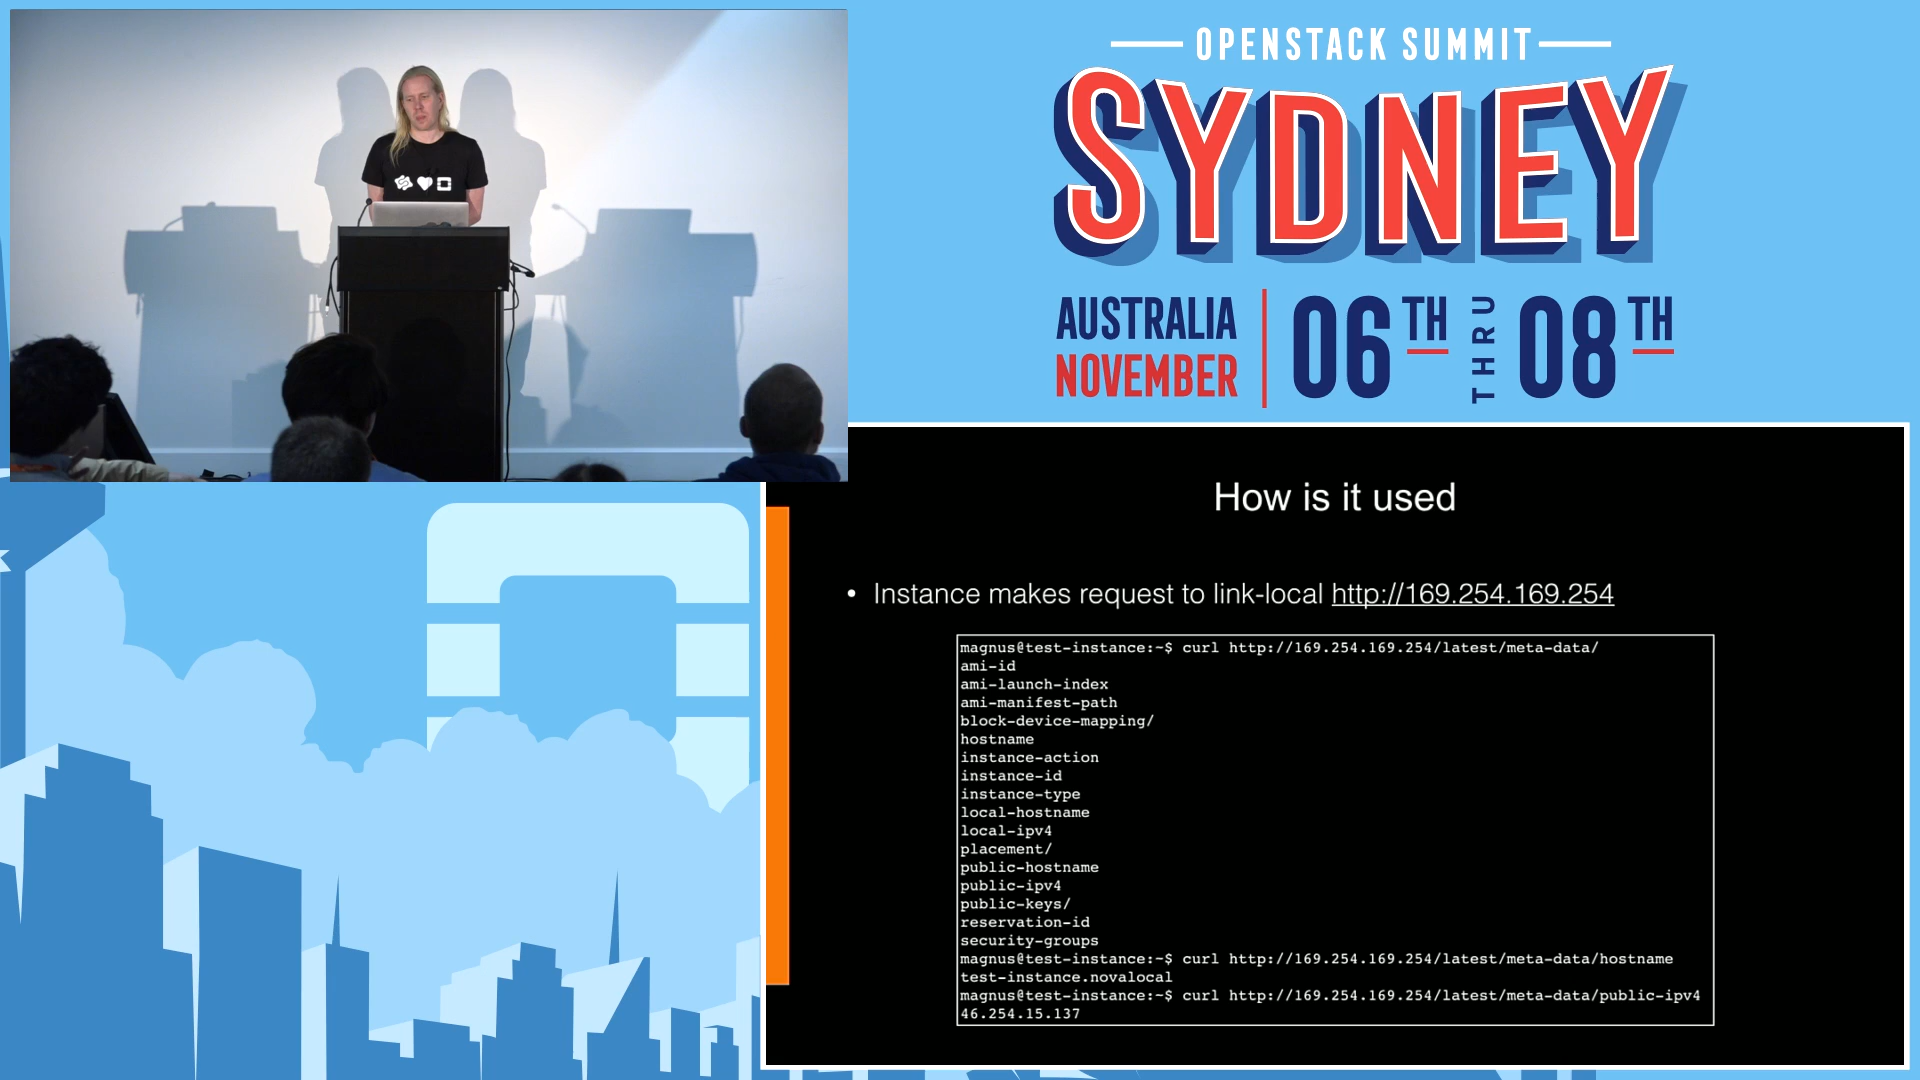 OPENSTACK SUMMIT
SYDNEY
AUSTRALIA
NOVEMBER
06TH THRU 08TH
How is it used
• Instance makes request to link-local http://169.254.169.254
magnus@test-instance:~$ curl http://169.254.169.254/latest/meta-data/
ami-id
ami-launch-index
ami-manifest-path
block-device-mapping/
hostname
instance-action
instance-id
instance-type
local-hostname
local-ipv4
placement/
public-hostname
public-ipv4
public-keys/
reservation-id
security-groups
magnus@test-instance:~$ curl http://169.254.169.254/latest/meta-data/hostname
test-instance.novalocal
magnus@test-instance:~$ curl http://169.254.169.254/latest/meta-data/public-ipv4
46.254.15.137